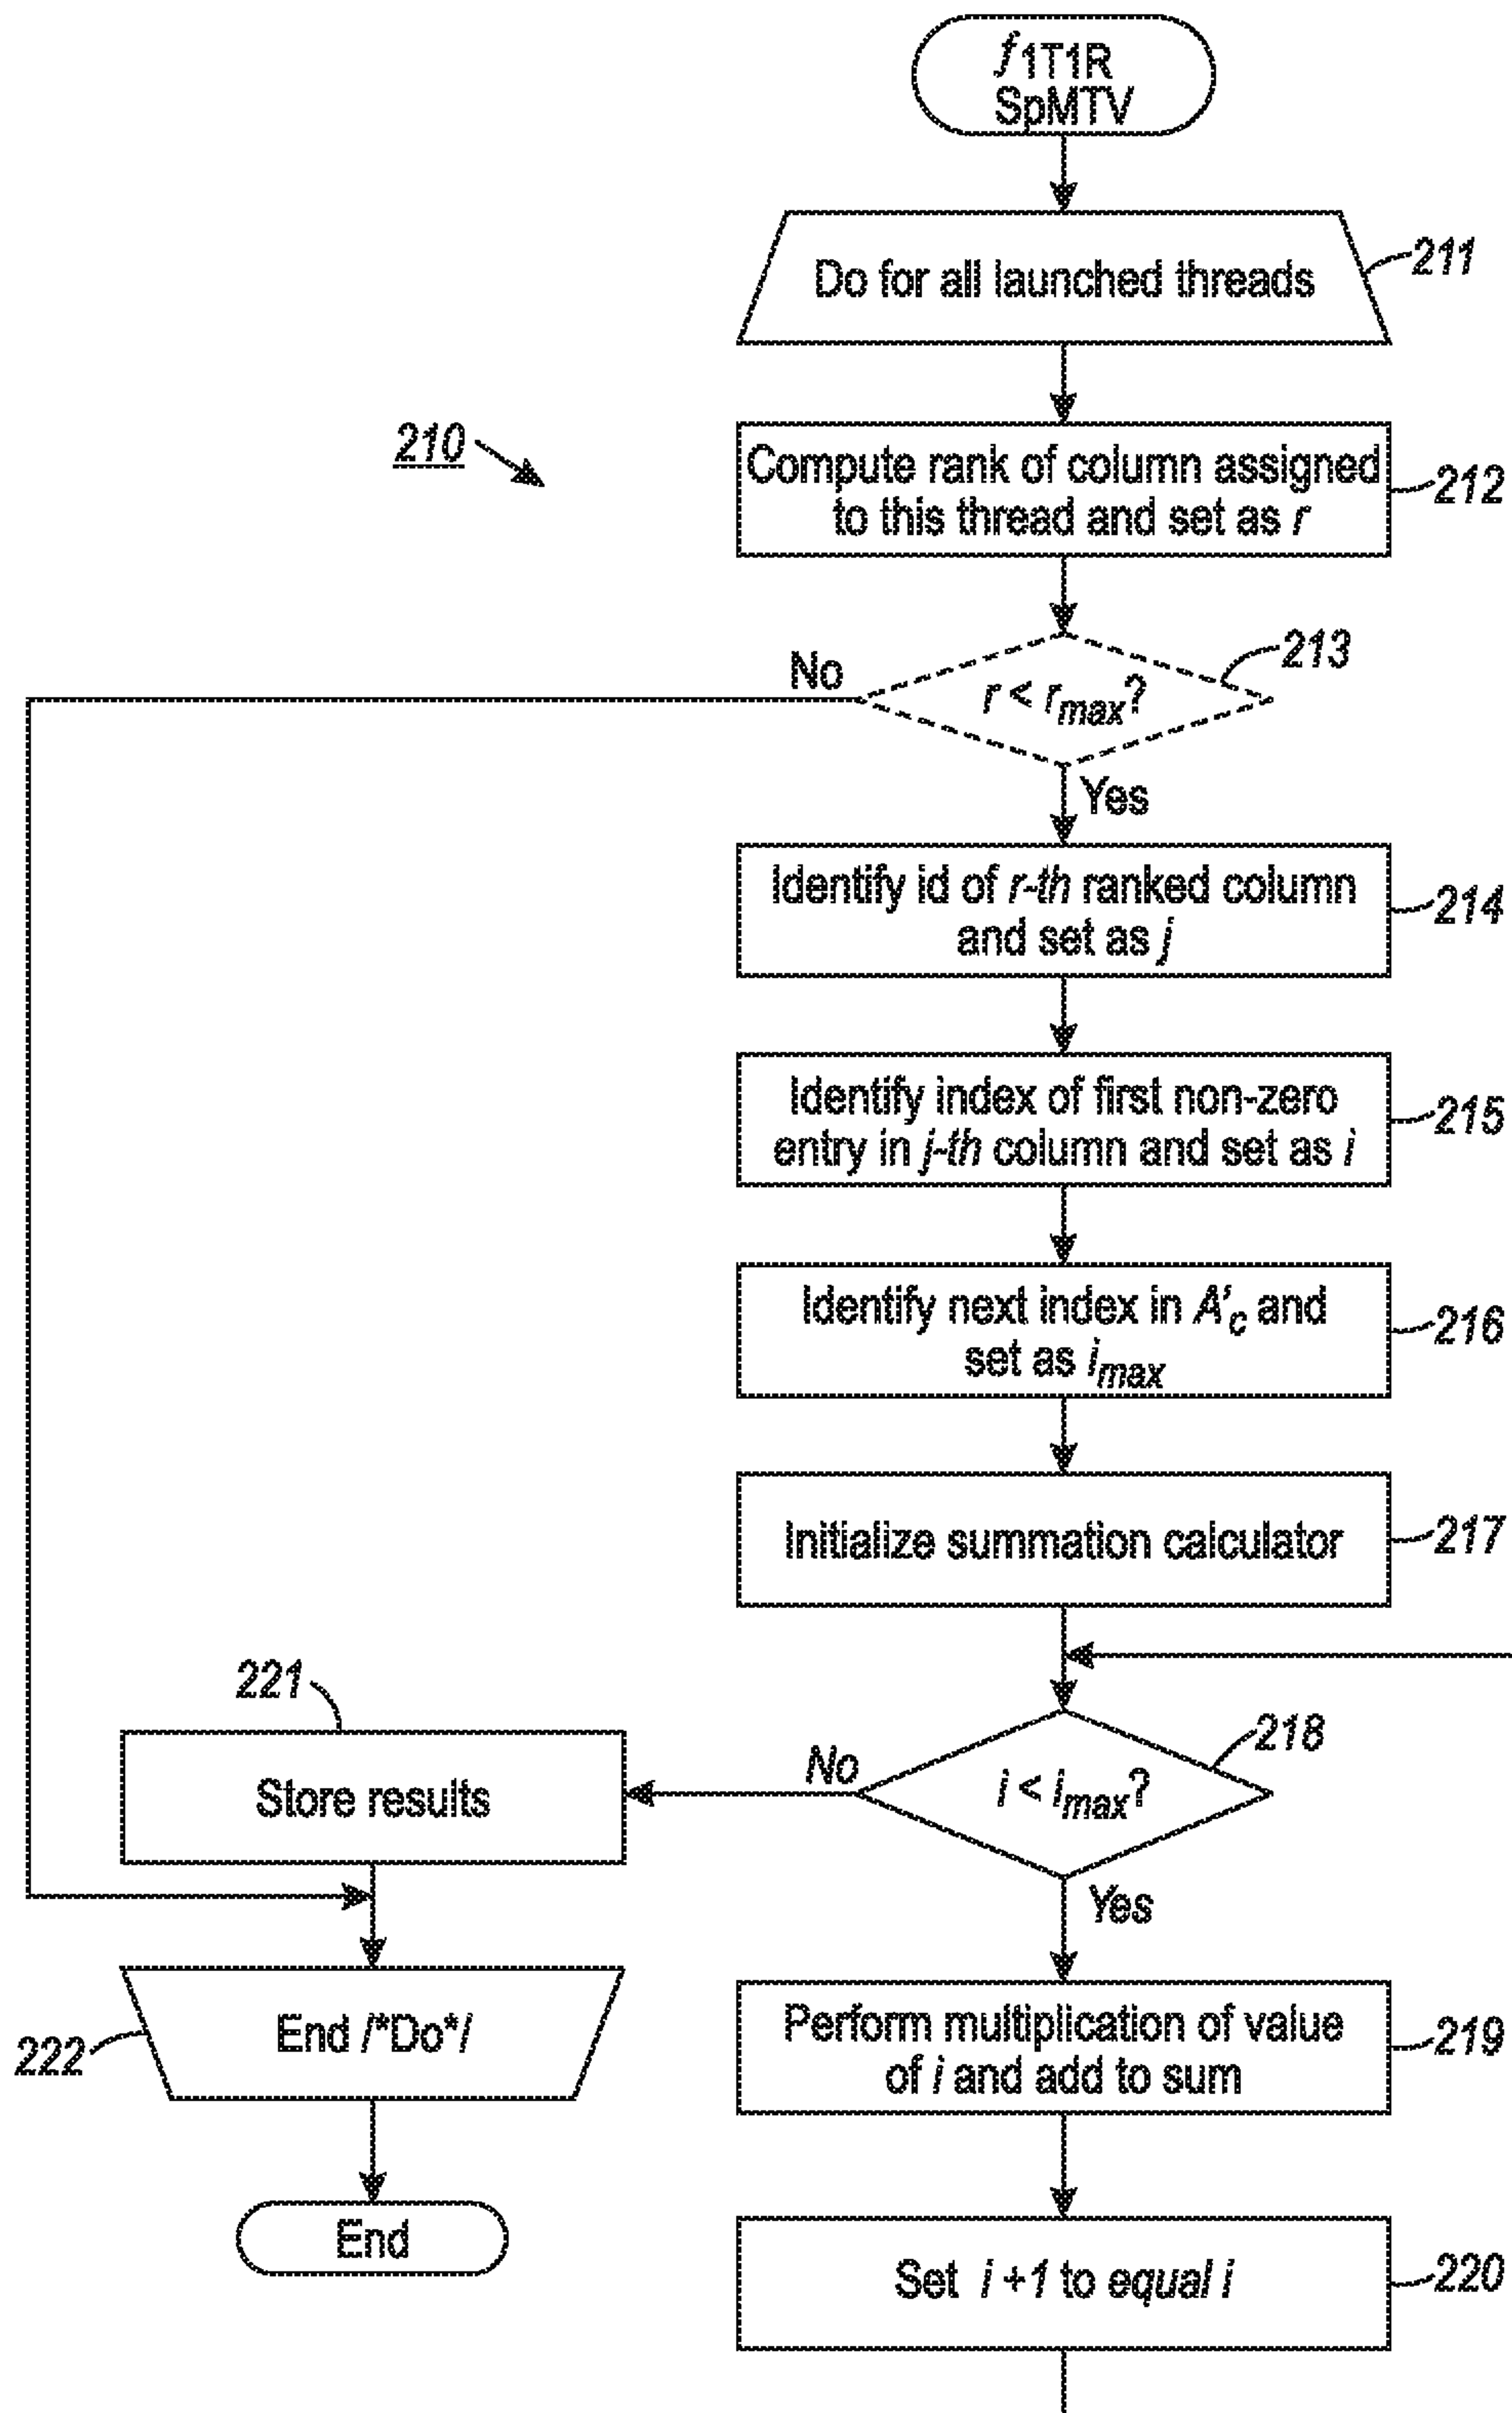 f1T1R
SpMTV
Do for all launched threads
211
210
Compute rank of column assigned
to this thread and set as r
212
213
No
r < rmax?
Yes
Identify id of r-th ranked column
and set as j
214
Identify index of first non-zero
entry in j-th column and set as i
215
Identify next index in A'c and
set as imax
216
Initialize summation calculator
217
221
218
Store results
No
i < imax?
Yes
End /*Do*/
222
Perform multiplication of value
of i and add to sum
219
End
Set i +1 to equal i
220